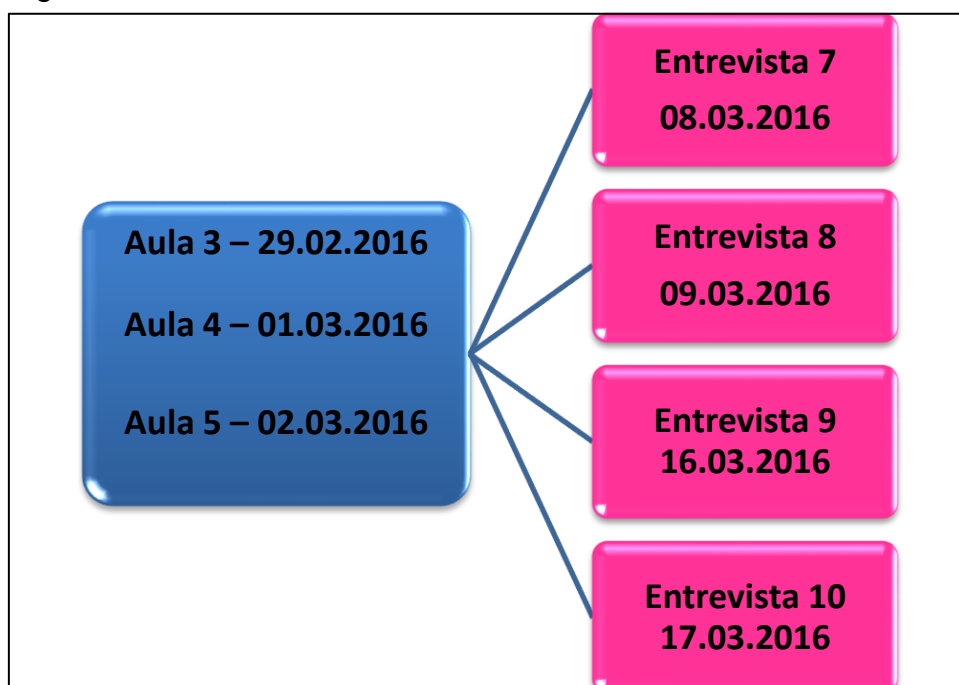 Aula 3 – 29.02.2016
Aula 4 – 01.03.2016
Aula 5 – 02.03.2016
Entrevista 7
08.03.2016
Entrevista 8
09.03.2016
Entrevista 9
16.03.2016
Entrevista 10
17.03.2016